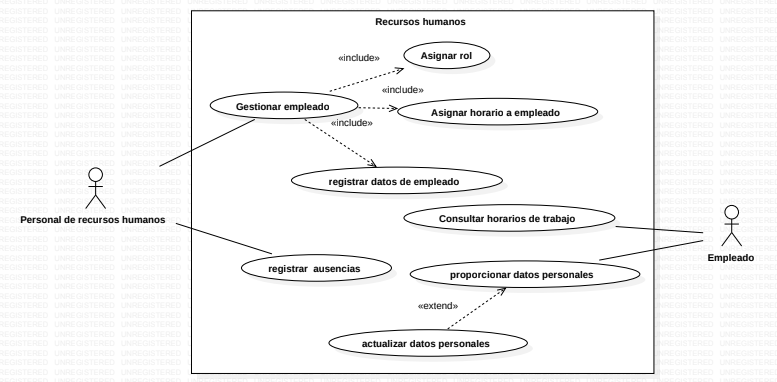 Recursos humanos
«include»
Asignar rol
«include»
Gestionar empleado
Asignar horario a empleado
«include»
registrar datos de empleado
Personal de recursos humanos
Consultar horarios de trabajo
Empleado
registrar  ausencias
proporcionar datos personales
«extend»
actualizar datos personales
UNREGISTERED